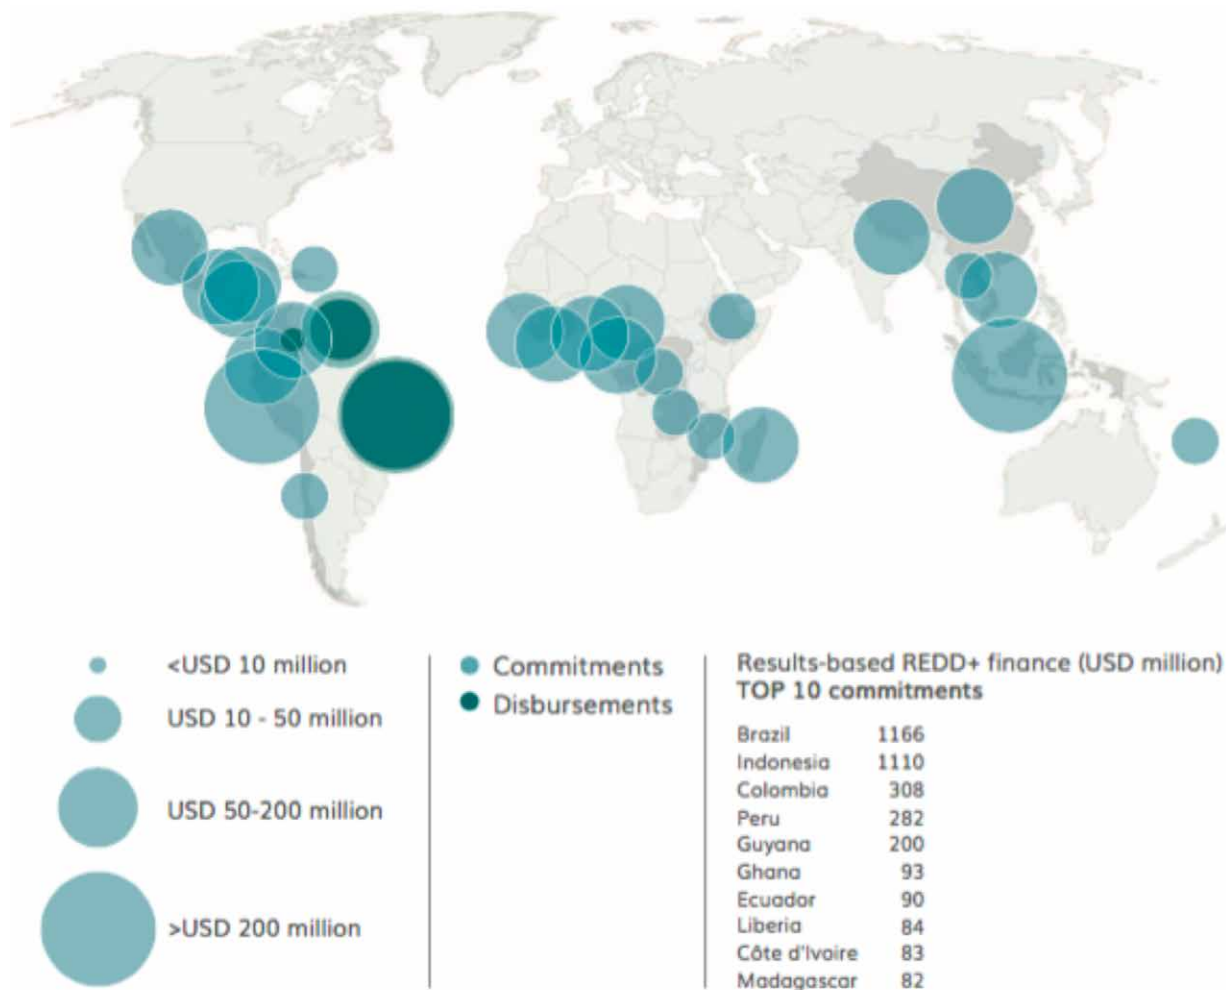 <USD 10 million
USD 10 - 50 million
USD 50-200 million
>USD 200 million
Commitments
Disbursements
Results-based REDD+ finance (USD million)
TOP 10 commitments
Brazil 1166
Indonesia 1110
Colombia 308
Peru 282
Guyana 200
Ghana 93
Ecuador 90
Liberia 84
Côte d'Ivoire 83
Madagascar 82